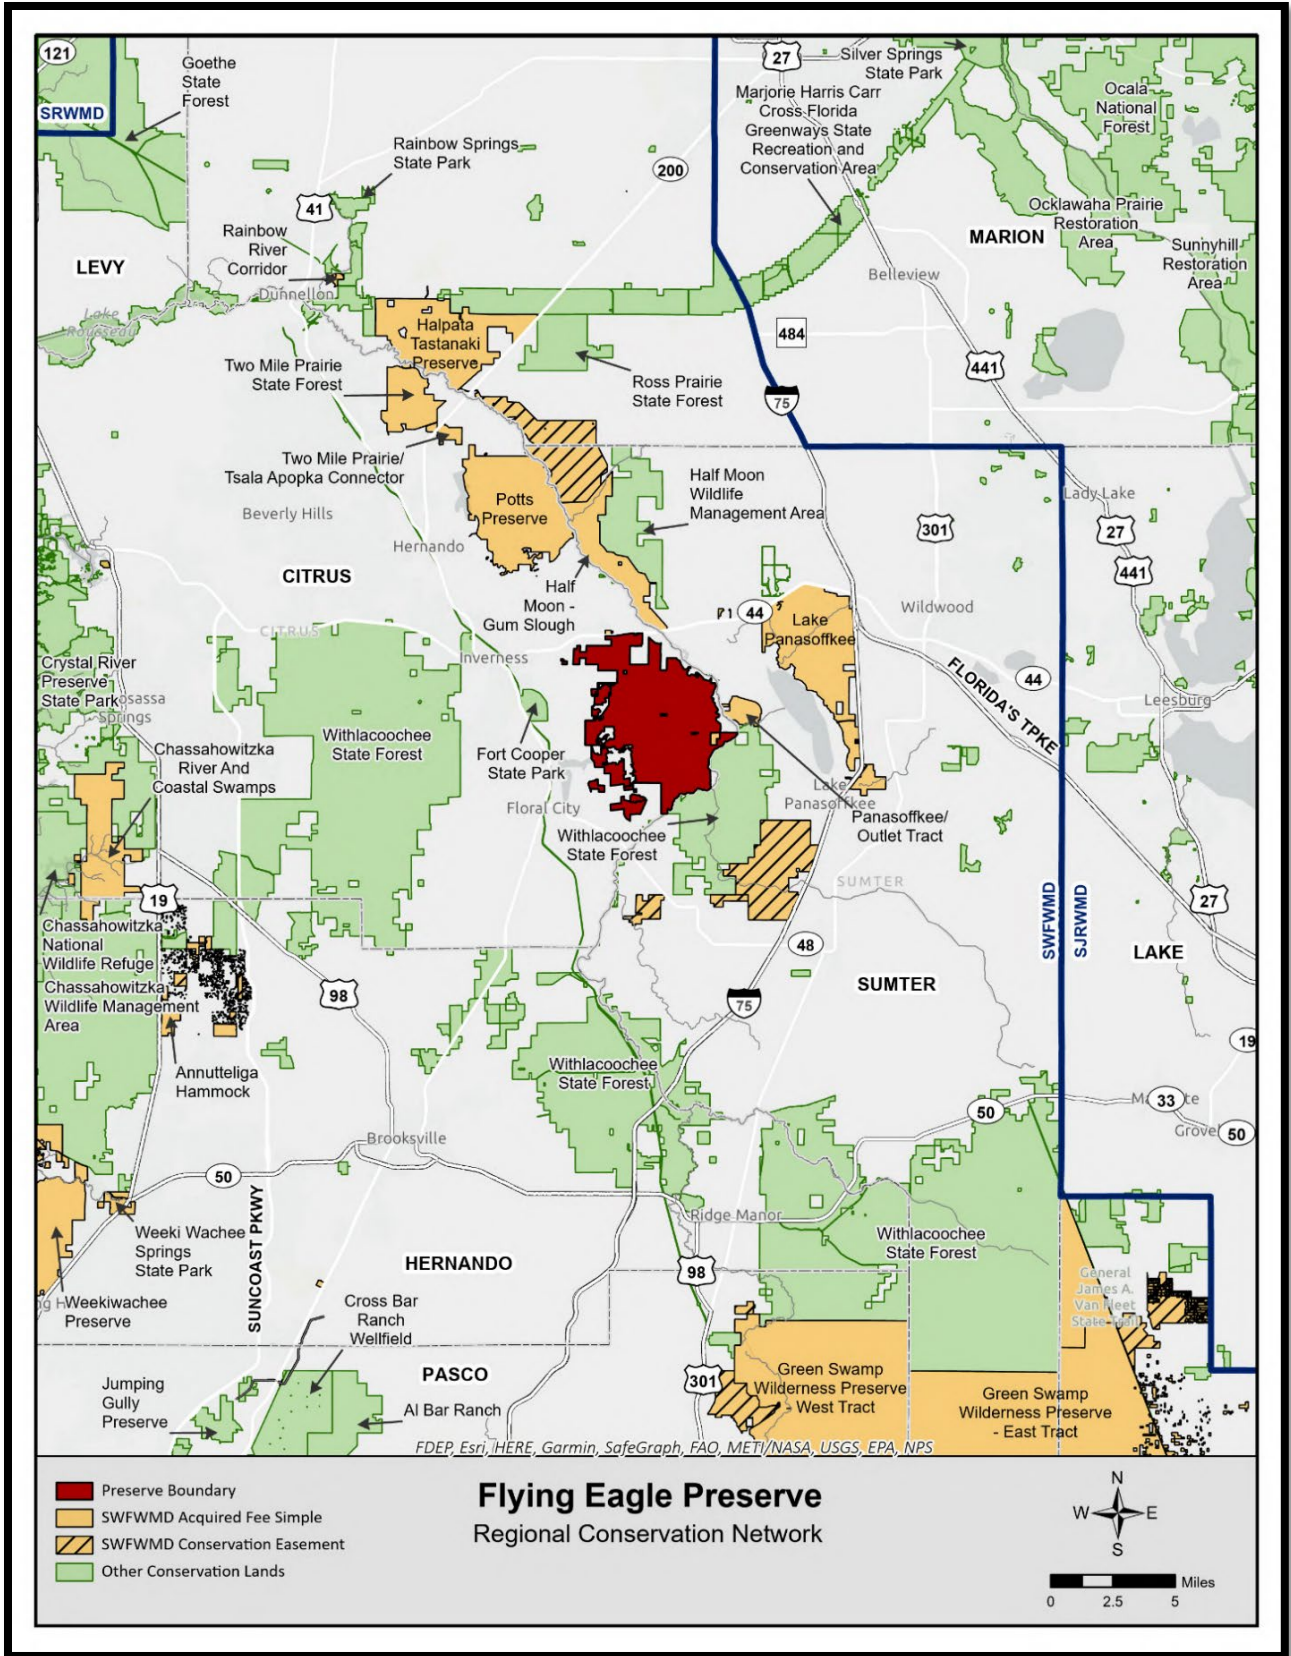 121
Goethe
State
Forest
SRWMD
27
Silver Springs
State Park
Marjorie Harris Carr
Cross Florida
Greenways State
Recreation and
Conservation Area
Ocala
National
Forest
Rainbow Springs
State Park
200
41
Rainbow
River
Corridor
Ocklawaha Prairie
Restoration
Area
MARION
Sunnyhill
Restoration
Area
LEVY
Belleview
Dunnellon
Lake
Rousseau
Halpata
Tastanaki
Preserve
484
441
Two Mile Prairie
State Forest
Ross Prairie
State Forest
75
Two Mile Prairie/
Tsala Apopka Connector
Half Moon
Wildlife
Management Area
Potts
Preserve
Lady Lake
Beverly Hills
301
27
Hernando
441
CITRUS
Half
Moon -
Gum Slough
44
Wildwood
Lake
Panasoffkee
CITRUS
Inverness
Crystal River
Preserve
State Park
osassa
Springs
FLORIDA'S TPKE
44
Leesburg
Withlacoochee
State Forest
Chassahowitzka
River And
Coastal Swamps
Fort Cooper
State Park
Floral City
Lake
Panasoffkee
Panasoffkee/
Outlet Tract
Withlacoochee
State Forest
SUMTER
19
SWFWMD
SJRWMD
27
Chassahowitzka
National
Wildlife Refuge
48
LAKE
Chassahowitzka
Wildlife Management
Area
98
75
SUMTER
19
Annutteliga
Hammock
Withlacoochee
State Forest
50
33
Grovel
50
Brooksville
50
Weeki Wachee
Springs
State Park
SUNCOAST PKWY
Ridge Manor
Withlacoochee
State Forest
HERNANDO
98
General
James A.
Van Fleet
State Trail
Weekiwachee
Preserve
Cross Bar
Ranch
Wellfield
PASCO
301
Green Swamp
Wilderness Preserve
- West Tract
Green Swamp
Wilderness Preserve
- East Tract
Jumping
Gully
Preserve
Al Bar Ranch
FDEP, Esri, HERE, Garmin, SafeGraph, FAO, METI/NASA, USGS, EPA, NPS
Preserve Boundary
SWFWMD Acquired Fee Simple
SWFWMD Conservation Easement
Other Conservation Lands
Flying Eagle Preserve
Regional Conservation Network
N
W E
S
Miles
0 2.5 5